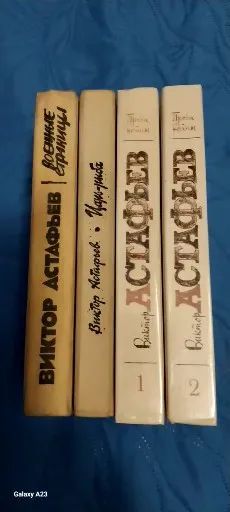 ВИКТОР АСТАФЬЕВ
ВОЕННЫЕ
СТРАНИЦЫ
Виктор Астафьев • Царь-рыба
Виктор
АСТАФЬЕВ
1
Виктор
АСТАФЬЕВ
2
Galaxy A23